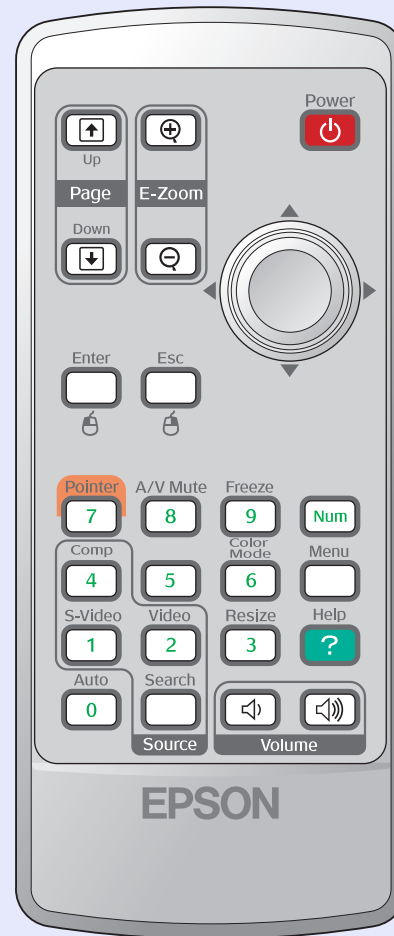 Power
Up
Page
E-Zoom
Down
Enter
Esc
Pointer
A/V Mute
Freeze
7
8
9
Num
Comp
Color
Mode
Menu
4
5
6
S-Video
Video
Resize
Help
1
2
3
?
Auto
Search
0
Source
Volume
EPSON